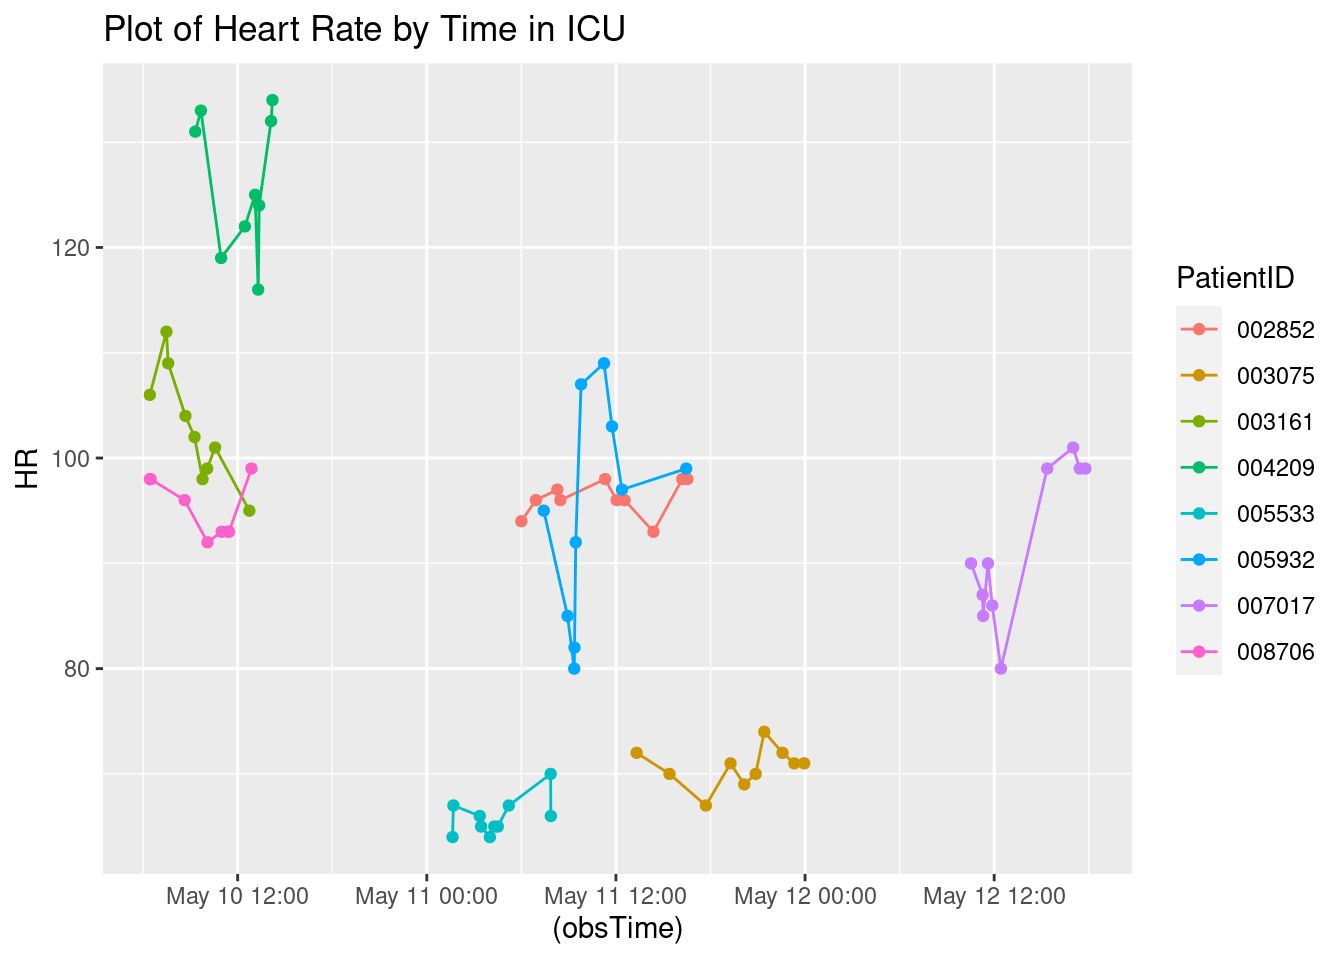 Plot of Heart Rate by Time in ICU
HR
120
100
80
May 10 12:00 May 11 00:00 May 11 12:00 May 12 00:00 May 12 12:00
(obsTime)
PatientID
002852
003075
003161
004209
005533
005932
007017
008706